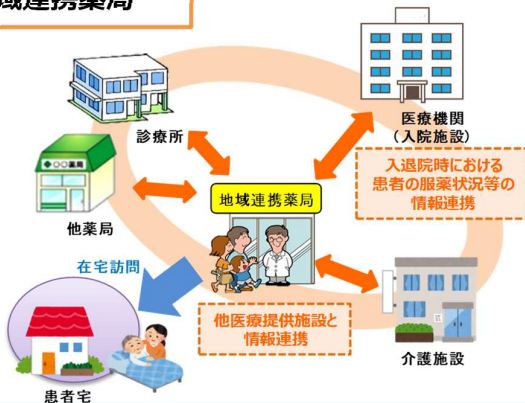 域連携薬局
診療所
医療機関
(入院施設)
○○薬局
他薬局
地域連携薬局
入退院時における
患者の服薬状況等の
情報連携
在宅訪問
他医療提供施設と
情報連携
介護施設
患者宅